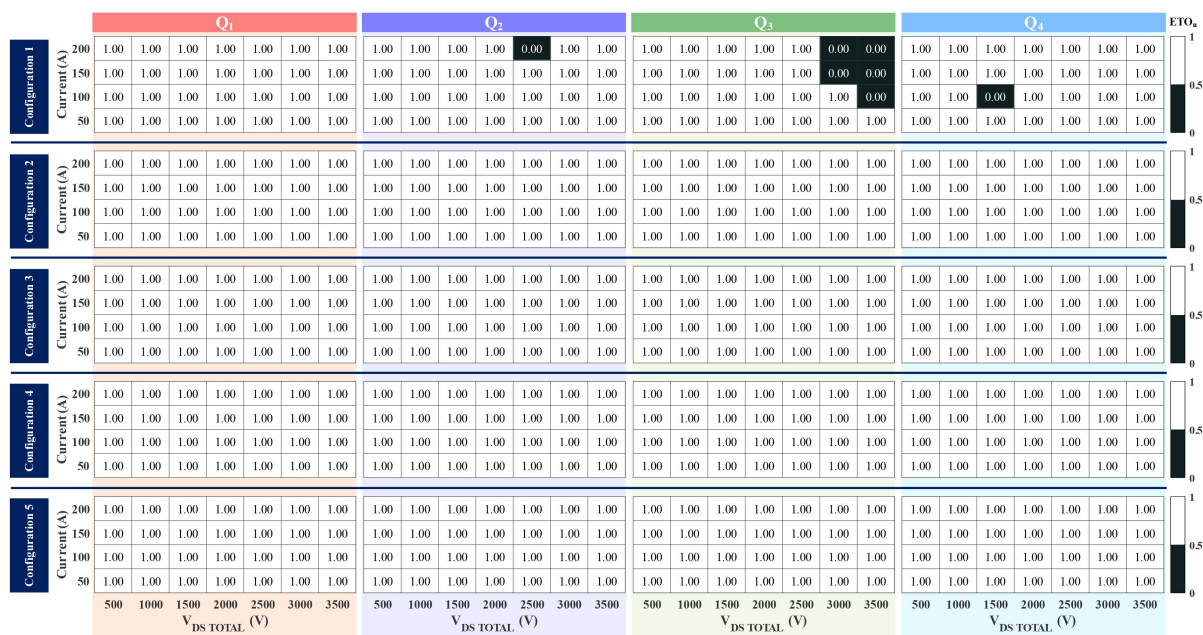 Q₁ Q₂ Q₃ Q₄ ETOₙ
Configuration 1
Current (A)
200 1.00 1.00 1.00 1.00 1.00 1.00 1.00 1.00 1.00 1.00 1.00 0.00 1.00 1.00 1.00 1.00 1.00 1.00 1.00 0.00 0.00 1.00 1.00 1.00 1.00 1.00 1.00 1.00 1
150 1.00 1.00 1.00 1.00 1.00 1.00 1.00 1.00 1.00 1.00 1.00 1.00 1.00 1.00 1.00 1.00 1.00 1.00 1.00 0.00 0.00 1.00 1.00 1.00 1.00 1.00 1.00 1.00
0.5
100 1.00 1.00 1.00 1.00 1.00 1.00 1.00 1.00 1.00 1.00 1.00 1.00 1.00 1.00 1.00 1.00 1.00 1.00 1.00 1.00 0.00 1.00 1.00 0.00 1.00 1.00 1.00 1.00
50 1.00 1.00 1.00 1.00 1.00 1.00 1.00 1.00 1.00 1.00 1.00 1.00 1.00 1.00 1.00 1.00 1.00 1.00 1.00 1.00 1.00 1.00 1.00 1.00 1.00 1.00 1.00 1.00 0
Configuration 2
Current (A)
200 1.00 1.00 1.00 1.00 1.00 1.00 1.00 1.00 1.00 1.00 1.00 1.00 1.00 1.00 1.00 1.00 1.00 1.00 1.00 1.00 1.00 1.00 1.00 1.00 1.00 1.00 1.00 1.00 1
150 1.00 1.00 1.00 1.00 1.00 1.00 1.00 1.00 1.00 1.00 1.00 1.00 1.00 1.00 1.00 1.00 1.00 1.00 1.00 1.00 1.00 1.00 1.00 1.00 1.00 1.00 1.00 1.00
0.5
100 1.00 1.00 1.00 1.00 1.00 1.00 1.00 1.00 1.00 1.00 1.00 1.00 1.00 1.00 1.00 1.00 1.00 1.00 1.00 1.00 1.00 1.00 1.00 1.00 1.00 1.00 1.00 1.00
50 1.00 1.00 1.00 1.00 1.00 1.00 1.00 1.00 1.00 1.00 1.00 1.00 1.00 1.00 1.00 1.00 1.00 1.00 1.00 1.00 1.00 1.00 1.00 1.00 1.00 1.00 1.00 1.00 0
Configuration 3
Current (A)
200 1.00 1.00 1.00 1.00 1.00 1.00 1.00 1.00 1.00 1.00 1.00 1.00 1.00 1.00 1.00 1.00 1.00 1.00 1.00 1.00 1.00 1.00 1.00 1.00 1.00 1.00 1.00 1.00 1
150 1.00 1.00 1.00 1.00 1.00 1.00 1.00 1.00 1.00 1.00 1.00 1.00 1.00 1.00 1.00 1.00 1.00 1.00 1.00 1.00 1.00 1.00 1.00 1.00 1.00 1.00 1.00 1.00
0.5
100 1.00 1.00 1.00 1.00 1.00 1.00 1.00 1.00 1.00 1.00 1.00 1.00 1.00 1.00 1.00 1.00 1.00 1.00 1.00 1.00 1.00 1.00 1.00 1.00 1.00 1.00 1.00 1.00
50 1.00 1.00 1.00 1.00 1.00 1.00 1.00 1.00 1.00 1.00 1.00 1.00 1.00 1.00 1.00 1.00 1.00 1.00 1.00 1.00 1.00 1.00 1.00 1.00 1.00 1.00 1.00 1.00 0
Configuration 4
Current (A)
200 1.00 1.00 1.00 1.00 1.00 1.00 1.00 1.00 1.00 1.00 1.00 1.00 1.00 1.00 1.00 1.00 1.00 1.00 1.00 1.00 1.00 1.00 1.00 1.00 1.00 1.00 1.00 1.00 1
150 1.00 1.00 1.00 1.00 1.00 1.00 1.00 1.00 1.00 1.00 1.00 1.00 1.00 1.00 1.00 1.00 1.00 1.00 1.00 1.00 1.00 1.00 1.00 1.00 1.00 1.00 1.00 1.00
0.5
100 1.00 1.00 1.00 1.00 1.00 1.00 1.00 1.00 1.00 1.00 1.00 1.00 1.00 1.00 1.00 1.00 1.00 1.00 1.00 1.00 1.00 1.00 1.00 1.00 1.00 1.00 1.00 1.00
50 1.00 1.00 1.00 1.00 1.00 1.00 1.00 1.00 1.00 1.00 1.00 1.00 1.00 1.00 1.00 1.00 1.00 1.00 1.00 1.00 1.00 1.00 1.00 1.00 1.00 1.00 1.00 1.00 0
Configuration 5
Current (A)
200 1.00 1.00 1.00 1.00 1.00 1.00 1.00 1.00 1.00 1.00 1.00 1.00 1.00 1.00 1.00 1.00 1.00 1.00 1.00 1.00 1.00 1.00 1.00 1.00 1.00 1.00 1.00 1.00 1
150 1.00 1.00 1.00 1.00 1.00 1.00 1.00 1.00 1.00 1.00 1.00 1.00 1.00 1.00 1.00 1.00 1.00 1.00 1.00 1.00 1.00 1.00 1.00 1.00 1.00 1.00 1.00 1.00
0.5
100 1.00 1.00 1.00 1.00 1.00 1.00 1.00 1.00 1.00 1.00 1.00 1.00 1.00 1.00 1.00 1.00 1.00 1.00 1.00 1.00 1.00 1.00 1.00 1.00 1.00 1.00 1.00 1.00
50 1.00 1.00 1.00 1.00 1.00 1.00 1.00 1.00 1.00 1.00 1.00 1.00 1.00 1.00 1.00 1.00 1.00 1.00 1.00 1.00 1.00 1.00 1.00 1.00 1.00 1.00 1.00 1.00 0
500 1000 1500 2000 2500 3000 3500 500 1000 1500 2000 2500 3000 3500 500 1000 1500 2000 2500 3000 3500 500 1000 1500 2000 2500 3000 3500
V DS TOTAL (V) V DS TOTAL (V) V DS TOTAL (V) V DS TOTAL (V)